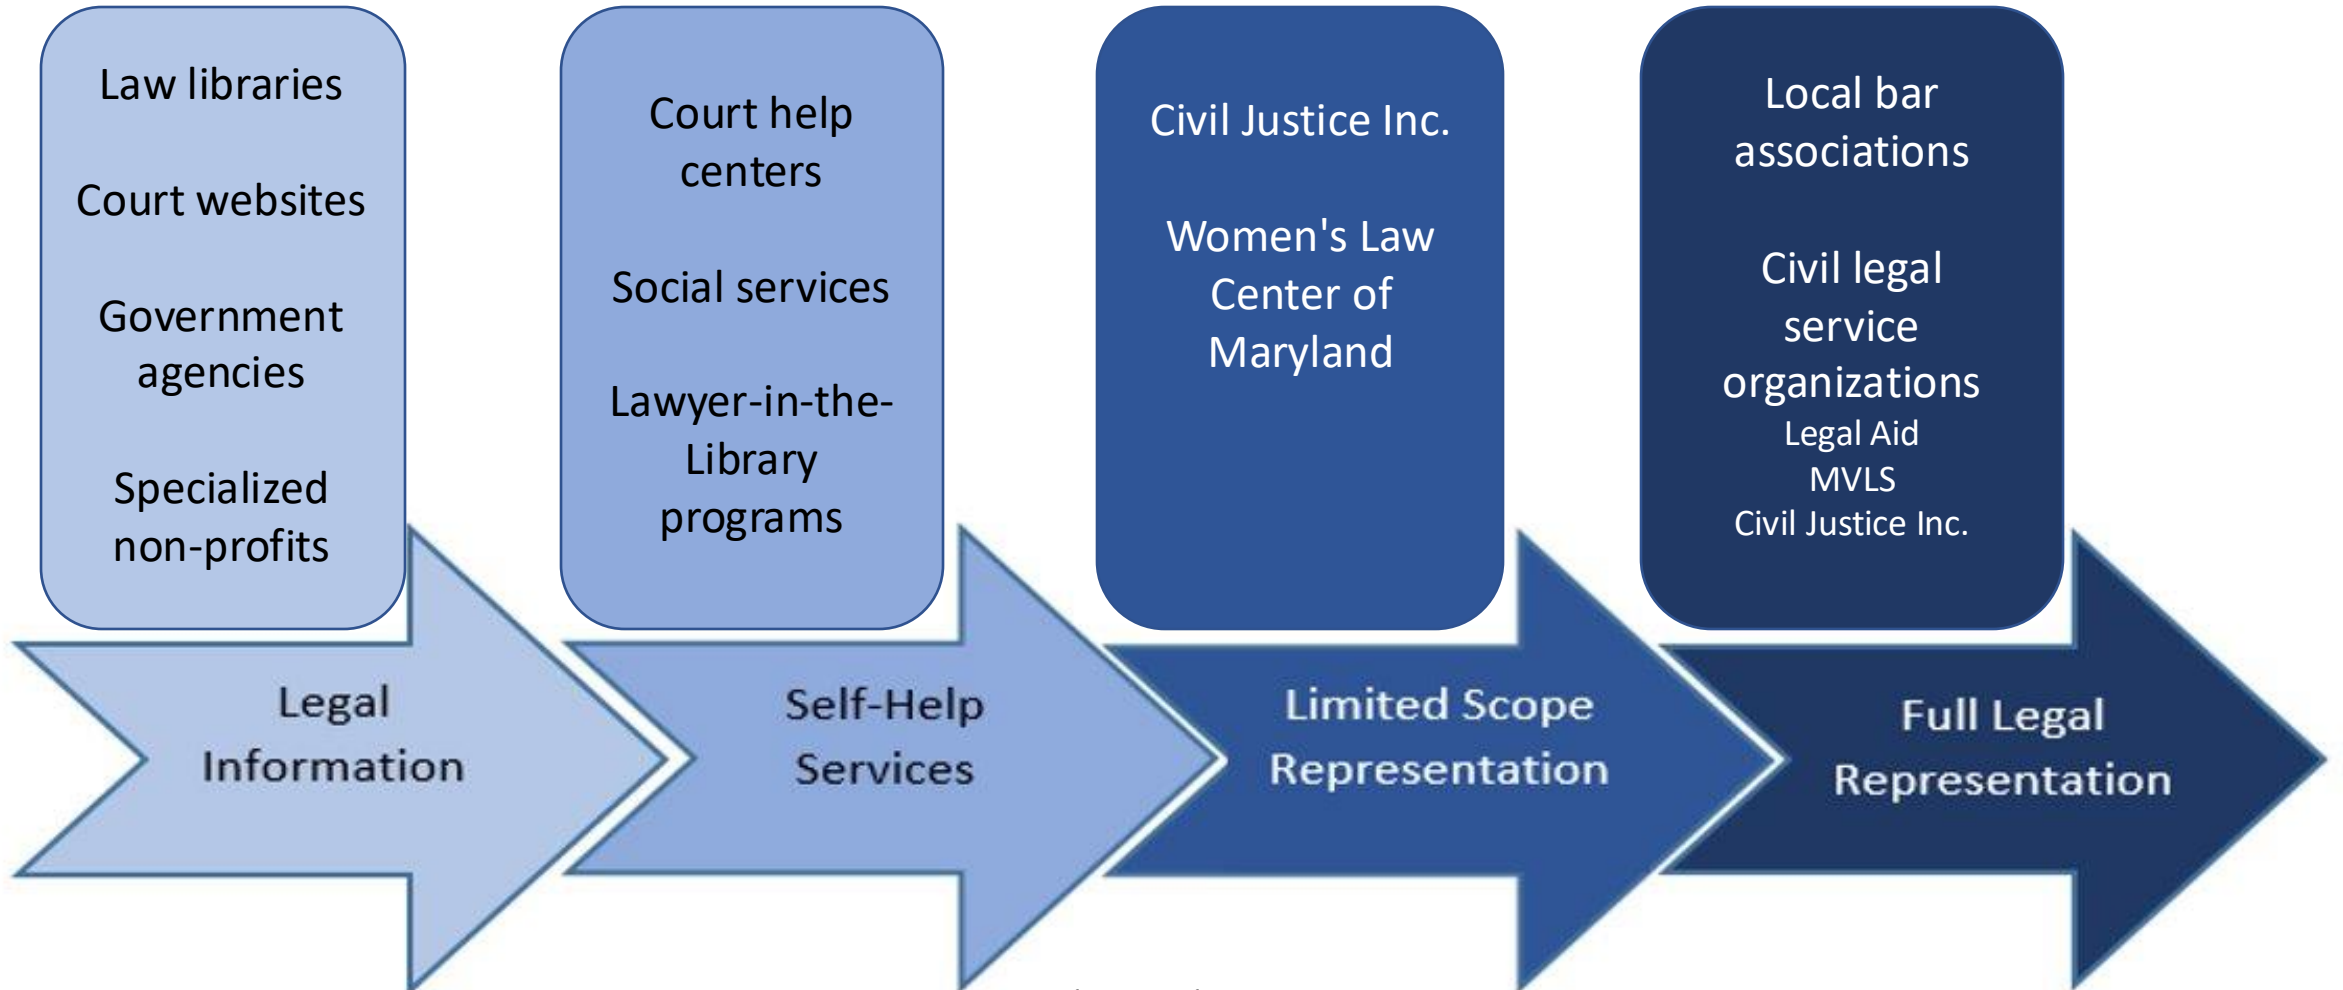 Law libraries
Court websites
Government
agencies
Specialized
non-profits
Court help
centers
Social services
Lawyer-in-the-
Library
programs
Civil Justice Inc.
Women's Law
Center of
Maryland
Local bar
associations
Civil legal
service
organizations
Legal Aid
MVLS
Civil Justice Inc.
Legal
Information
Self-Help
Services
Limited Scope
Representation
Full Legal
Representation